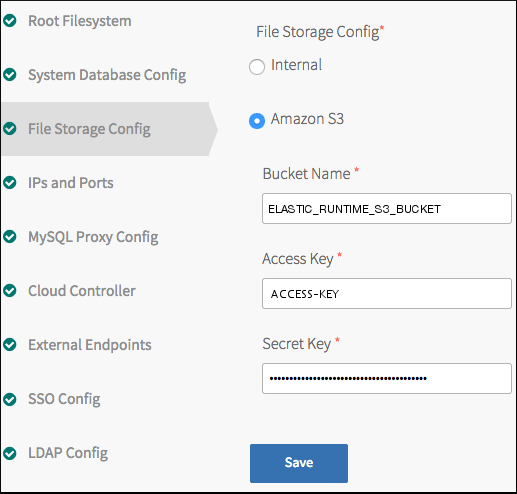 Root Filesystem
System Database Config
File Storage Config
IPs and Ports
MySQL Proxy Config
Cloud Controller
External Endpoints
SSO Config
LDAP Config
File Storage Config*
Internal
Amazon S3
Bucket Name *
ELASTIC_RUNTIME_S3_BUCKET
Access Key *
ACCESS-KEY
Secret Key *
••••••••••••••••••••••••••••••••••••••••
Save